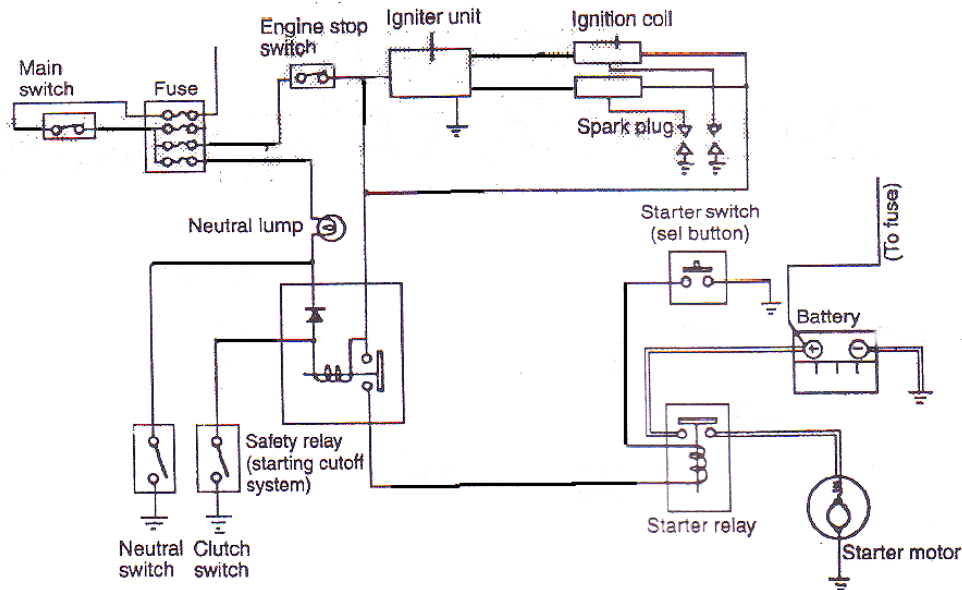 Engine stop
switch
Igniter unit
Ignition coil
Main
switch
Fuse
Spark plug
Neutral lump
Starter switch
(sel button)
(To fuse)
Battery
+
−
Safety relay
(starting cutoff
system)
Starter relay
Neutral
switch
Clutch
switch
Starter motor